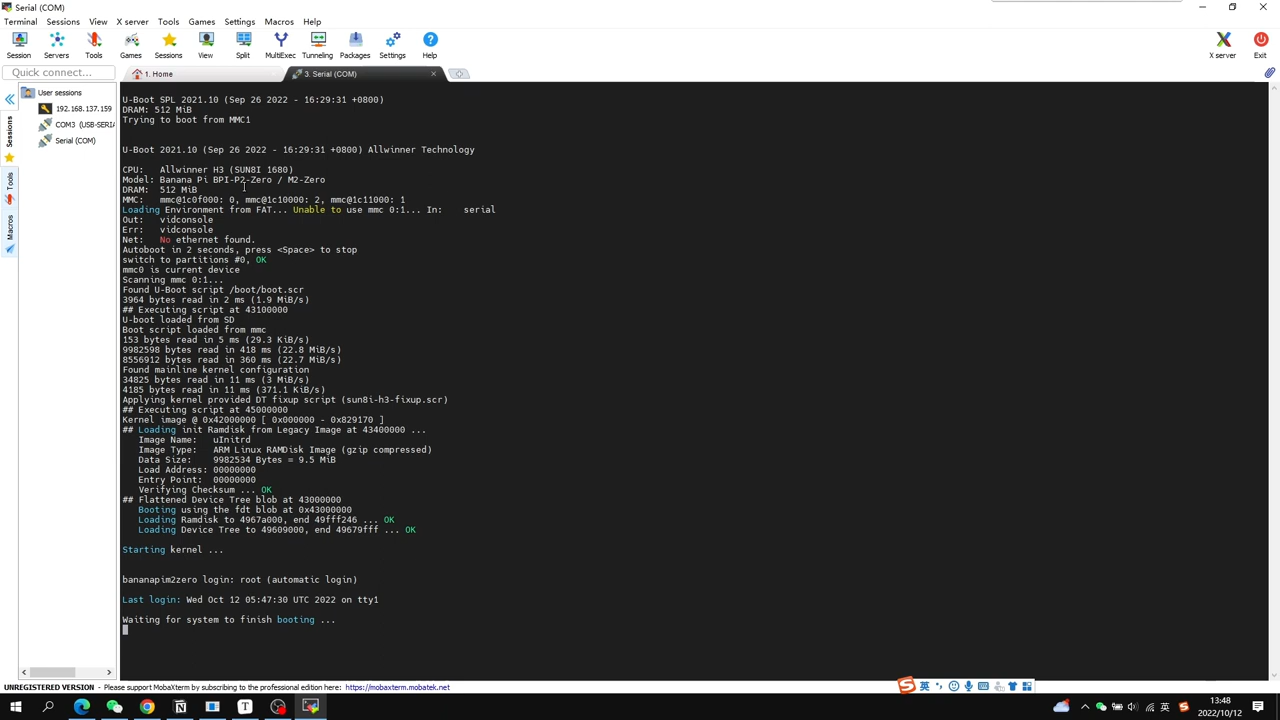 Serial (COM)
Terminal Sessions View X server Tools Games Settings Macros Help
Session Servers Tools Games Sessions View Split MultiExec Tunneling Packages Settings Help X server Exit
Quick connect...
1. Home
3. Serial (COM)
Sessions
Tools
Macros
User sessions
192.168.137.159
COM3 (USB-SERIA
Serial (COM)
U-Boot SPL 2021.10 (Sep 26 2022 - 16:29:31 +0800)
DRAM: 512 MiB
Trying to boot from MMC1
U-Boot 2021.10 (Sep 26 2022 - 16:29:31 +0800) Allwinner Technology
CPU: Allwinner H3 (SUN8I 1680)
Model: Banana Pi BPI-P2-Zero / M2-Zero
DRAM: 512 MiB
MMC: mmc@1c0f000: 0, mmc@1c10000: 2, mmc@1c11000: 1
Loading Environment from FAT... Unable to use mmc 0:1... In: serial
Out: vidconsole
Err: vidconsole
Net: No ethernet found.
Autoboot in 2 seconds, press <Space> to stop
switch to partitions #0, OK
mmc0 is current device
Scanning mmc 0:1...
Found U-Boot script /boot/boot.scr
3964 bytes read in 2 ms (1.9 MiB/s)
## Executing script at 43100000
U-boot loaded from SD
Boot script loaded from mmc
153 bytes read in 5 ms (29.3 KiB/s)
9982598 bytes read in 418 ms (22.8 MiB/s)
8556912 bytes read in 360 ms (22.7 MiB/s)
Found mainline kernel configuration
34825 bytes read in 11 ms (3 MiB/s)
4185 bytes read in 11 ms (371.1 KiB/s)
Applying kernel provided DT fixup script (sun8i-h3-fixup.scr)
## Executing script at 45000000
Kernel image @ 0x42000000 [ 0x000000 - 0x829170 ]
## Loading init Ramdisk from Legacy Image at 43400000 ...
Image Name: uInitrd
Image Type: ARM Linux RAMDisk Image (gzip compressed)
Data Size: 9982534 Bytes = 9.5 MiB
Load Address: 00000000
Entry Point: 00000000
Verifying Checksum ... OK
## Flattened Device Tree blob at 43000000
Booting using the fdt blob at 0x43000000
Loading Ramdisk to 4967a000, end 49fff246 ... OK
Loading Device Tree to 49609000, end 49679fff ... OK
Starting kernel ...
bananapim2zero login: root (automatic login)
Last login: Wed Oct 12 05:47:30 UTC 2022 on tty1
Waiting for system to finish booting ...
UNREGISTERED VERSION - Please support MobaXterm by subscribing to the professional edition here: https://mobaxterm.mobatek.net
英
英
13:48
2022/10/12